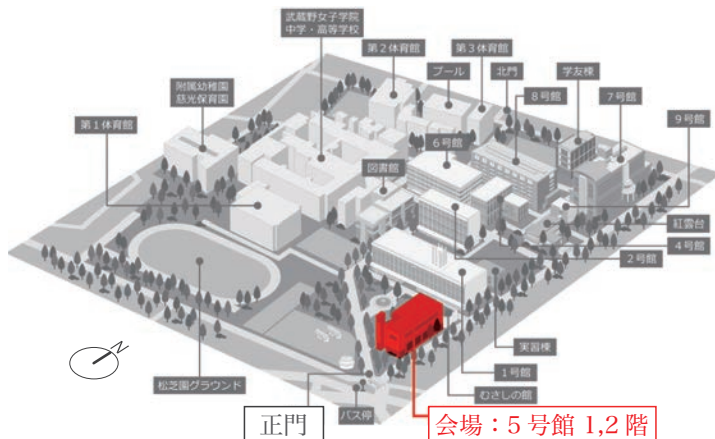 武蔵野女子学院
中学・高等学校
第2体育館
第3体育館
プール
北門
学友棟
8号館
7号館
附属幼稚園
慈光保育園
9号館
第1体育館
6号館
図書館
紅雲台
4号館
2号館
実習棟
1号館
むさしの館
松芝園グラウンド
バス停
N
正門
会場：5号館 1,2階